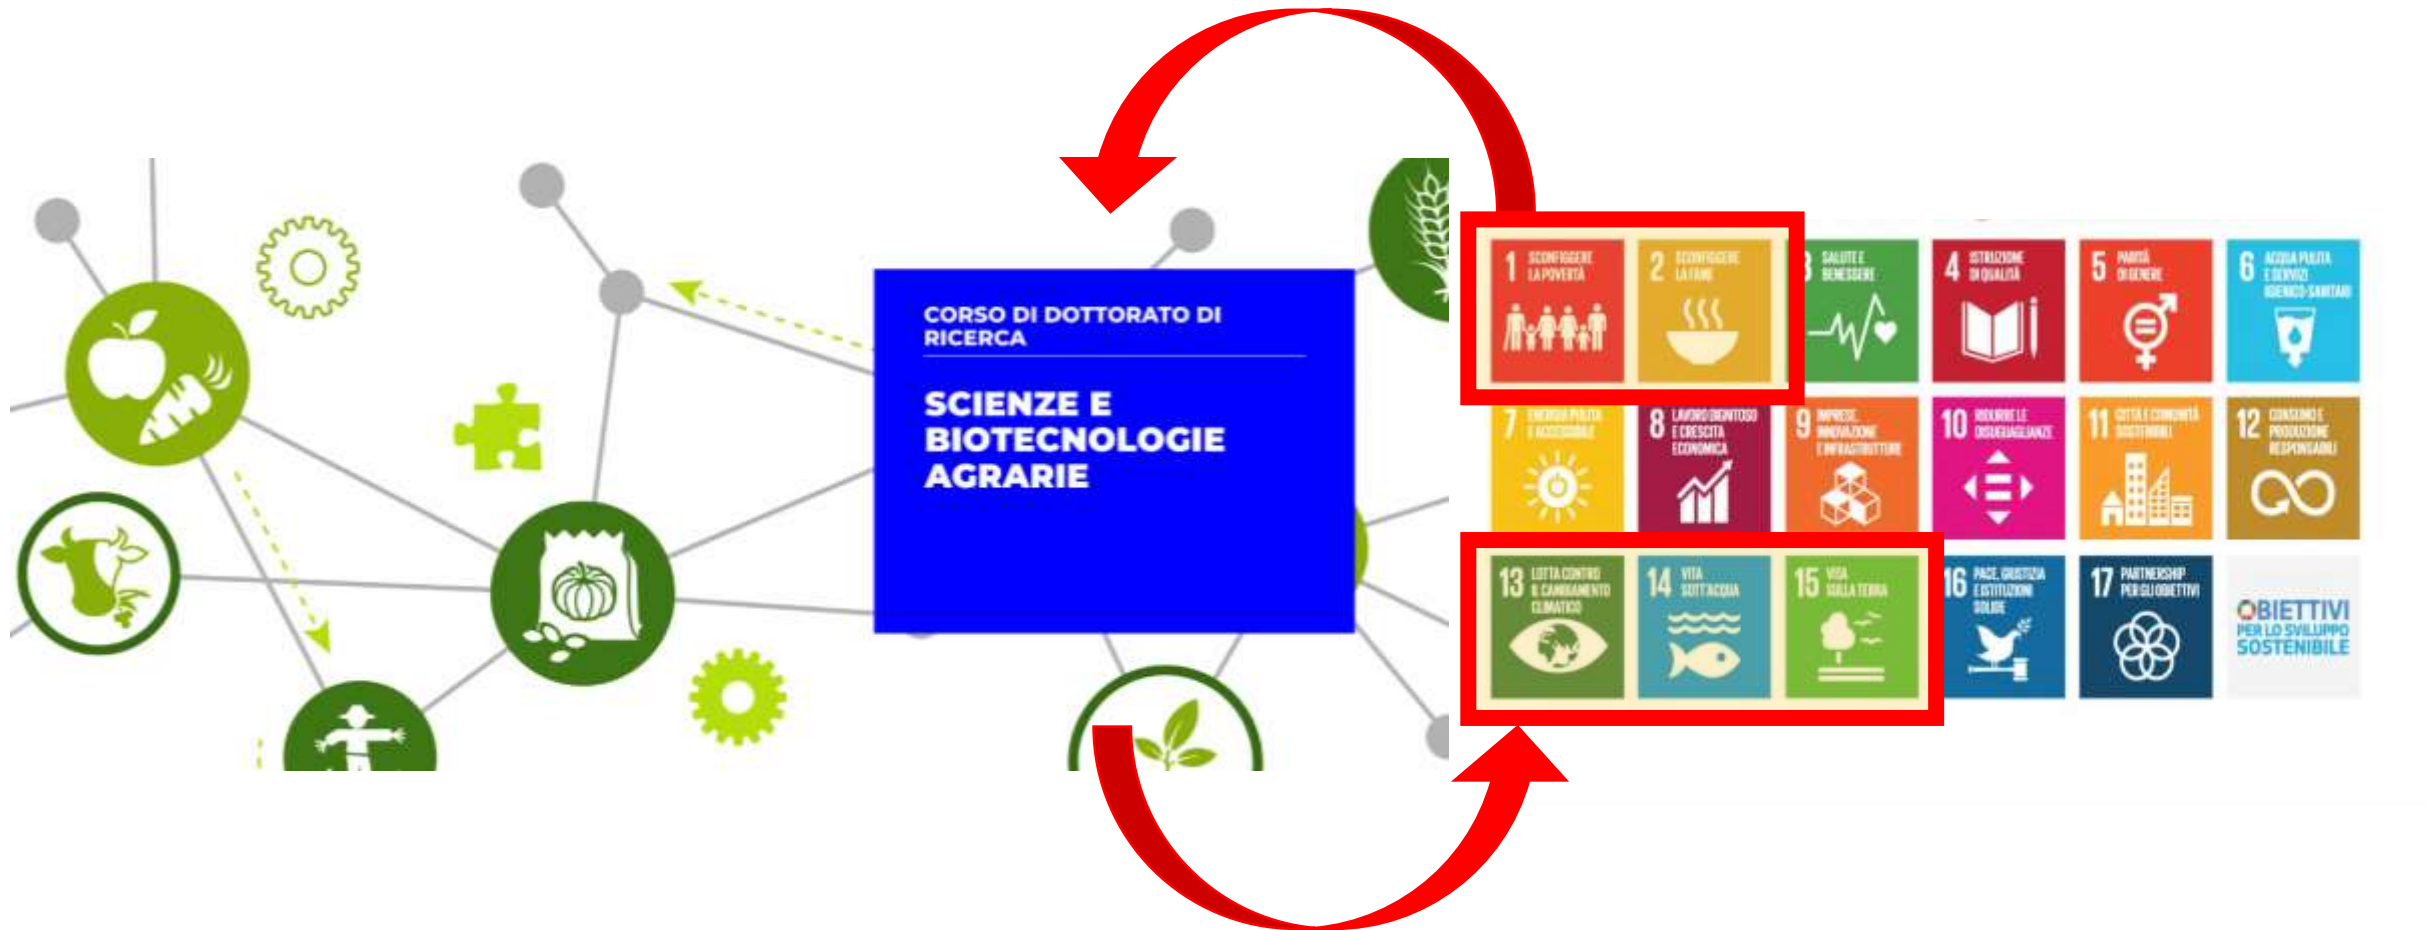 CORSO DI DOTTORATO DI
RICERCA
SCIENZE E
BIOTECNOLOGIE
AGRARIE
1 SCONFIGGERE
LA POVERTÀ
2 SCONFIGGERE
LA FAME
3 SALUTE E
BENESSERE
4 ISTRUZIONE
DI QUALITÀ
5 PARITÀ
DI GENERE
6 ACQUA PULITA
E SERVIZI
IGIENICO-SANITARI
7 ENERGIA PULITA
E ACCESSIBILE
8 LAVORO DIGNITOSO
E CRESCITA
ECONOMICA
9 IMPRESE,
INNOVAZIONE
E INFRASTRUTTURE
10 RIDURRE LE
DISUGUAGLIANZE
11 CITTÀ E COMUNITÀ
SOSTENIBILI
12 CONSUMO E
PRODUZIONE
RESPONSABILI
13 LOTTA CONTRO
IL CAMBIAMENTO
CLIMATICO
14 VITA
SOTT'ACQUA
15 VITA
SULLA TERRA
16 PACE, GIUSTIZIA
E ISTITUZIONI
SOLIDE
17 PARTNERSHIP
PER GLI OBIETTIVI
OBIETTIVI
PER LO SVILUPPO
SOSTENIBILE